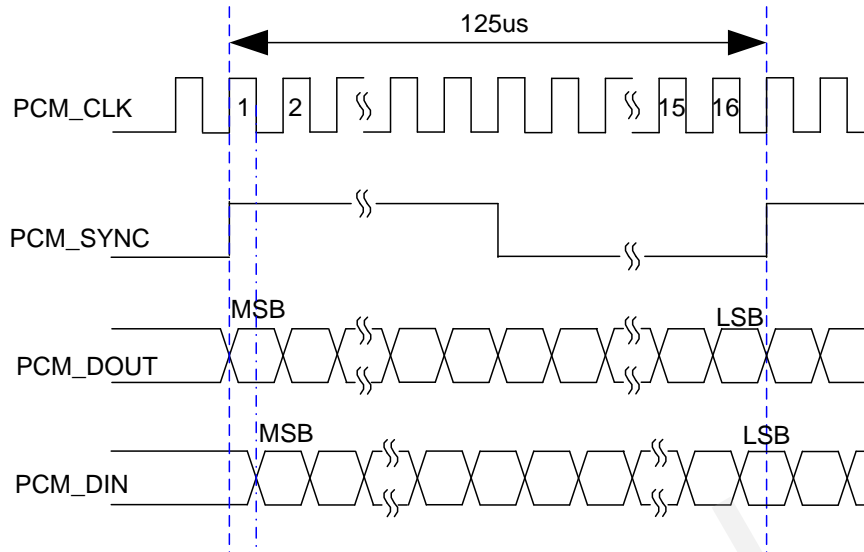 125us
PCM_CLK
1 2 15 16
PCM_SYNC
MSB LSB
PCM_DOUT
MSB LSB
PCM_DIN